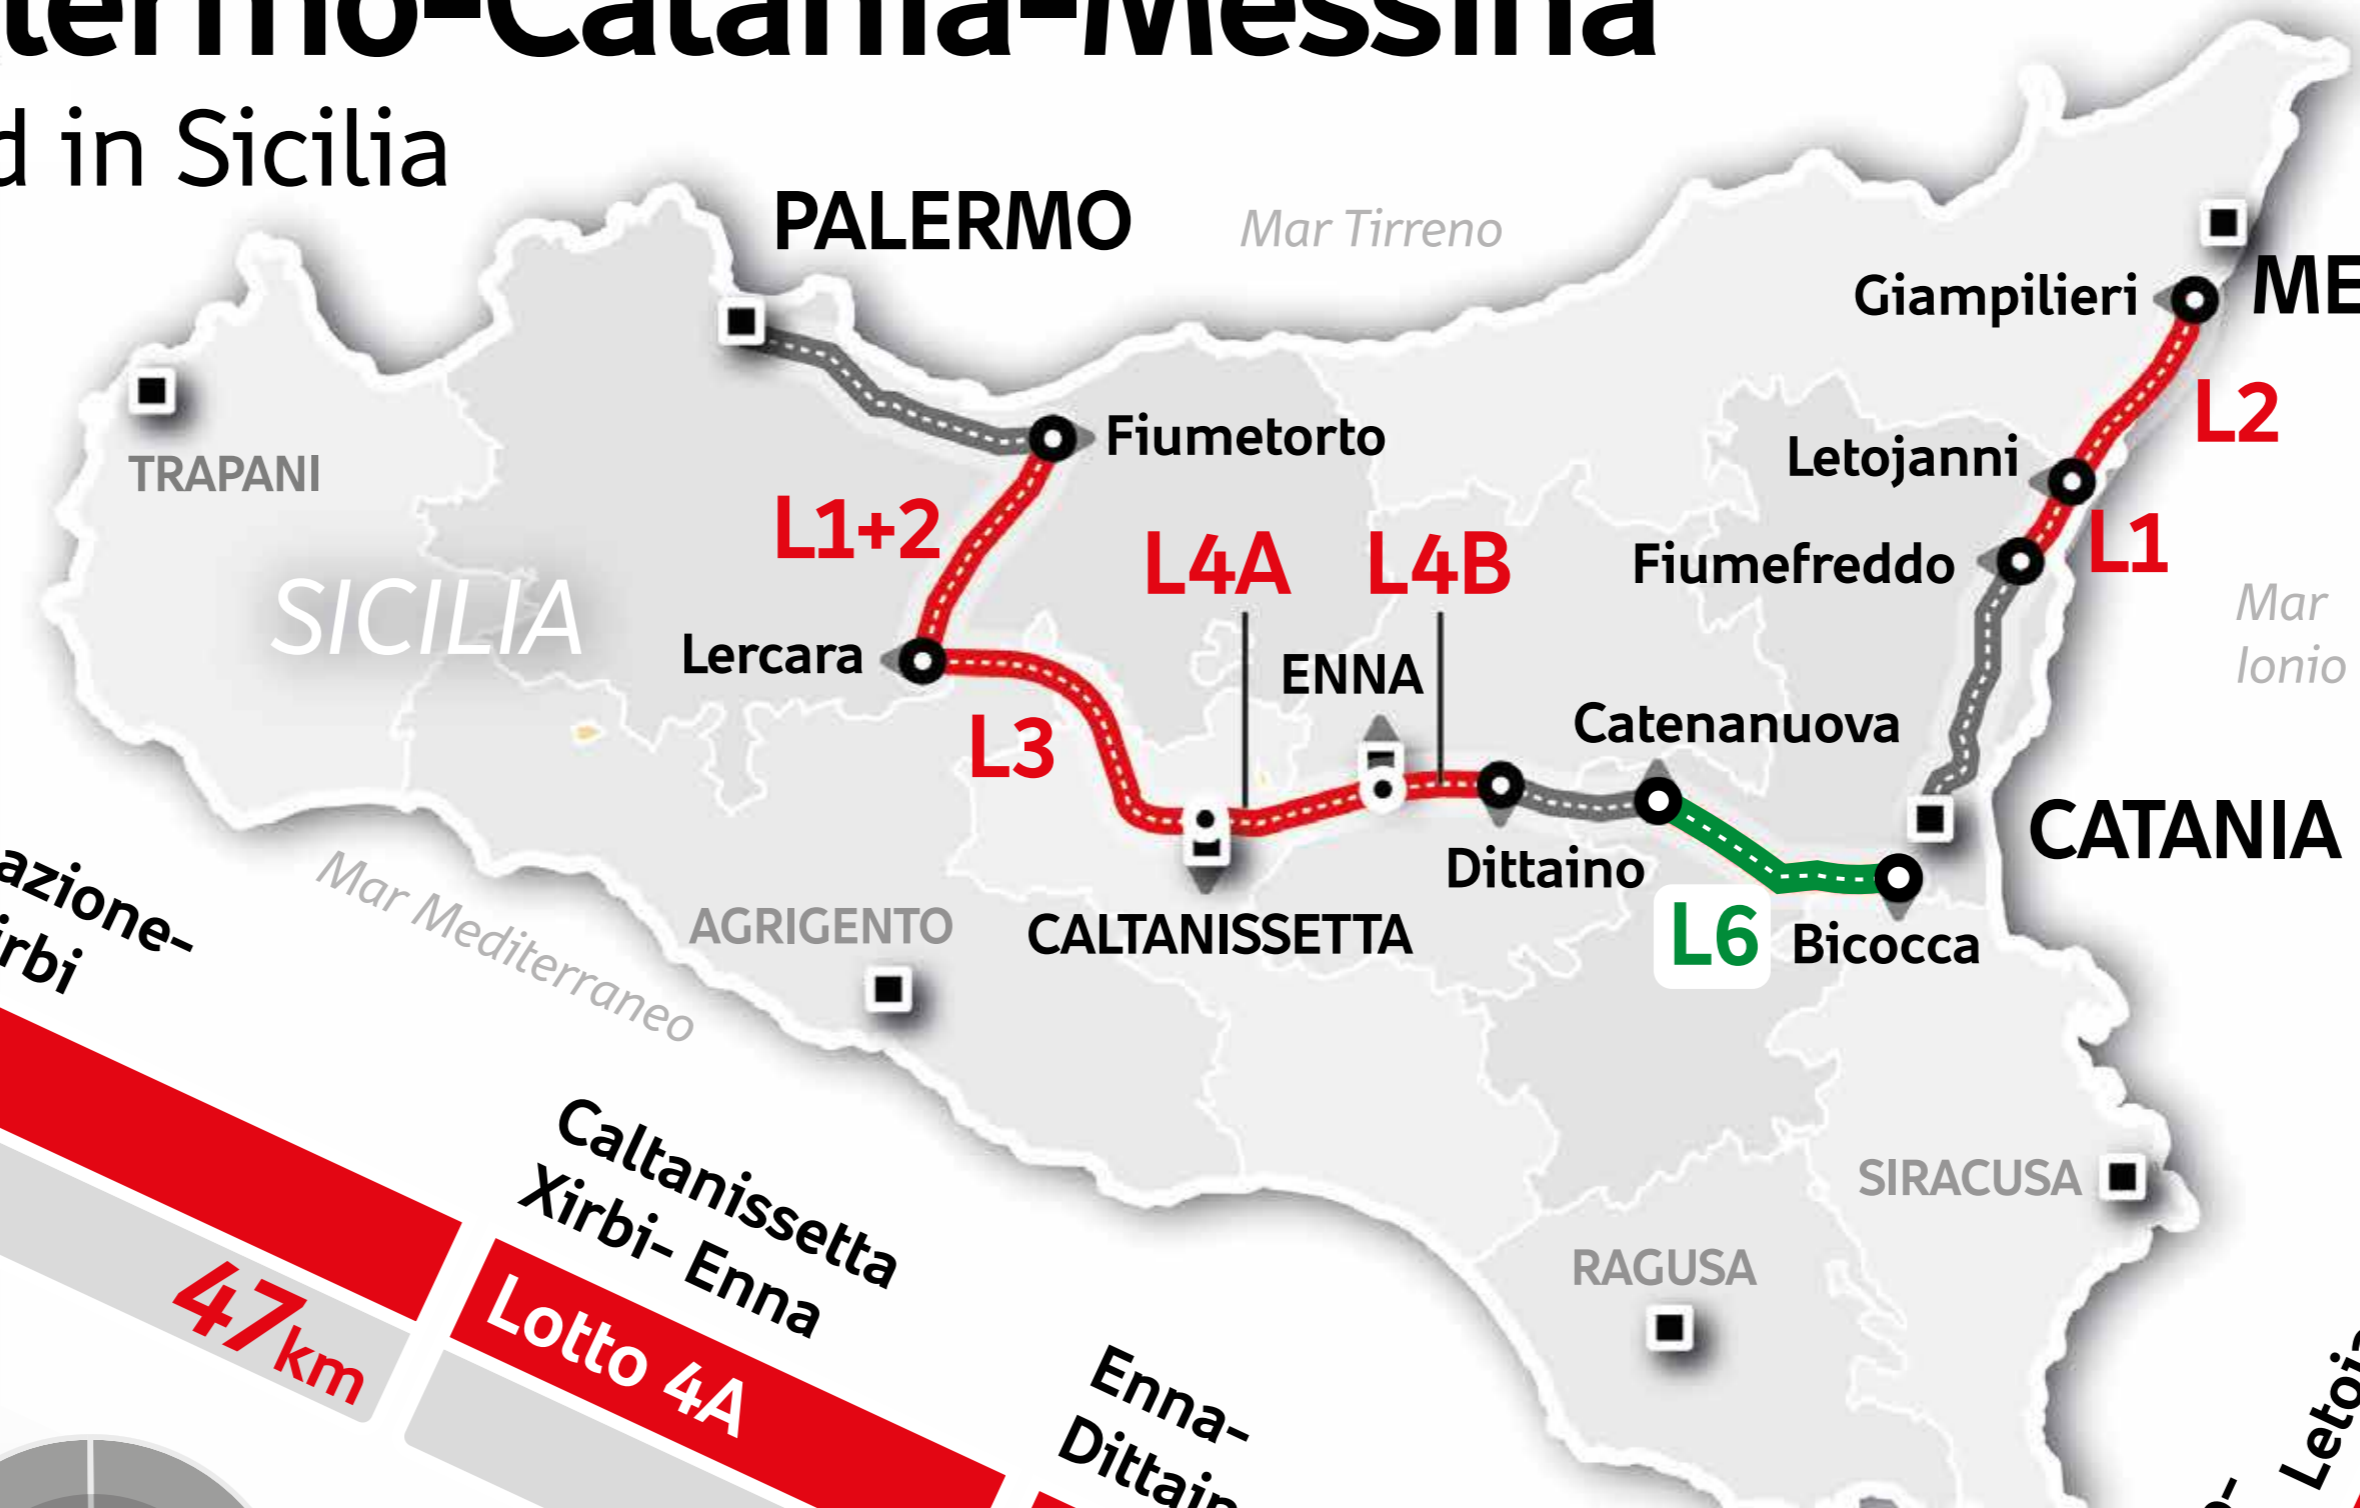 lermo-Catania-Messina
d in Sicilia
PALERMO
Mar Tirreno
Giampilieri
ME
TRAPANI
Fiumetorto
L2
Letojanni
L1+2
L4A
L4B
Fiumefreddo
L1
SICILIA
Mar
Ionio
Lercara
ENNA
L3
Catenanuova
CATANIA
Dittaino
Mar Mediterraneo
AGRIGENTO
CALTANISSETTA
L6
Bicocca
azione-
irbi
47km
Caltanissetta
Xirbi- Enna
Lotto 4A
SIRACUSA
RAGUSA
Enna-
Dittain
Letoja